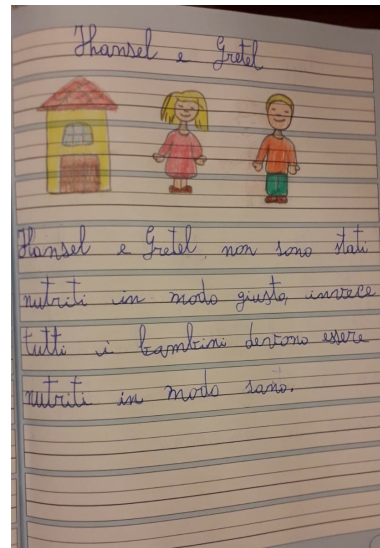 Hansel e Gretel
Hansel e Gretel, non sono stati
nutriti in modo giusto, invece
tutti i bambini devono essere
nutriti in modo sano.